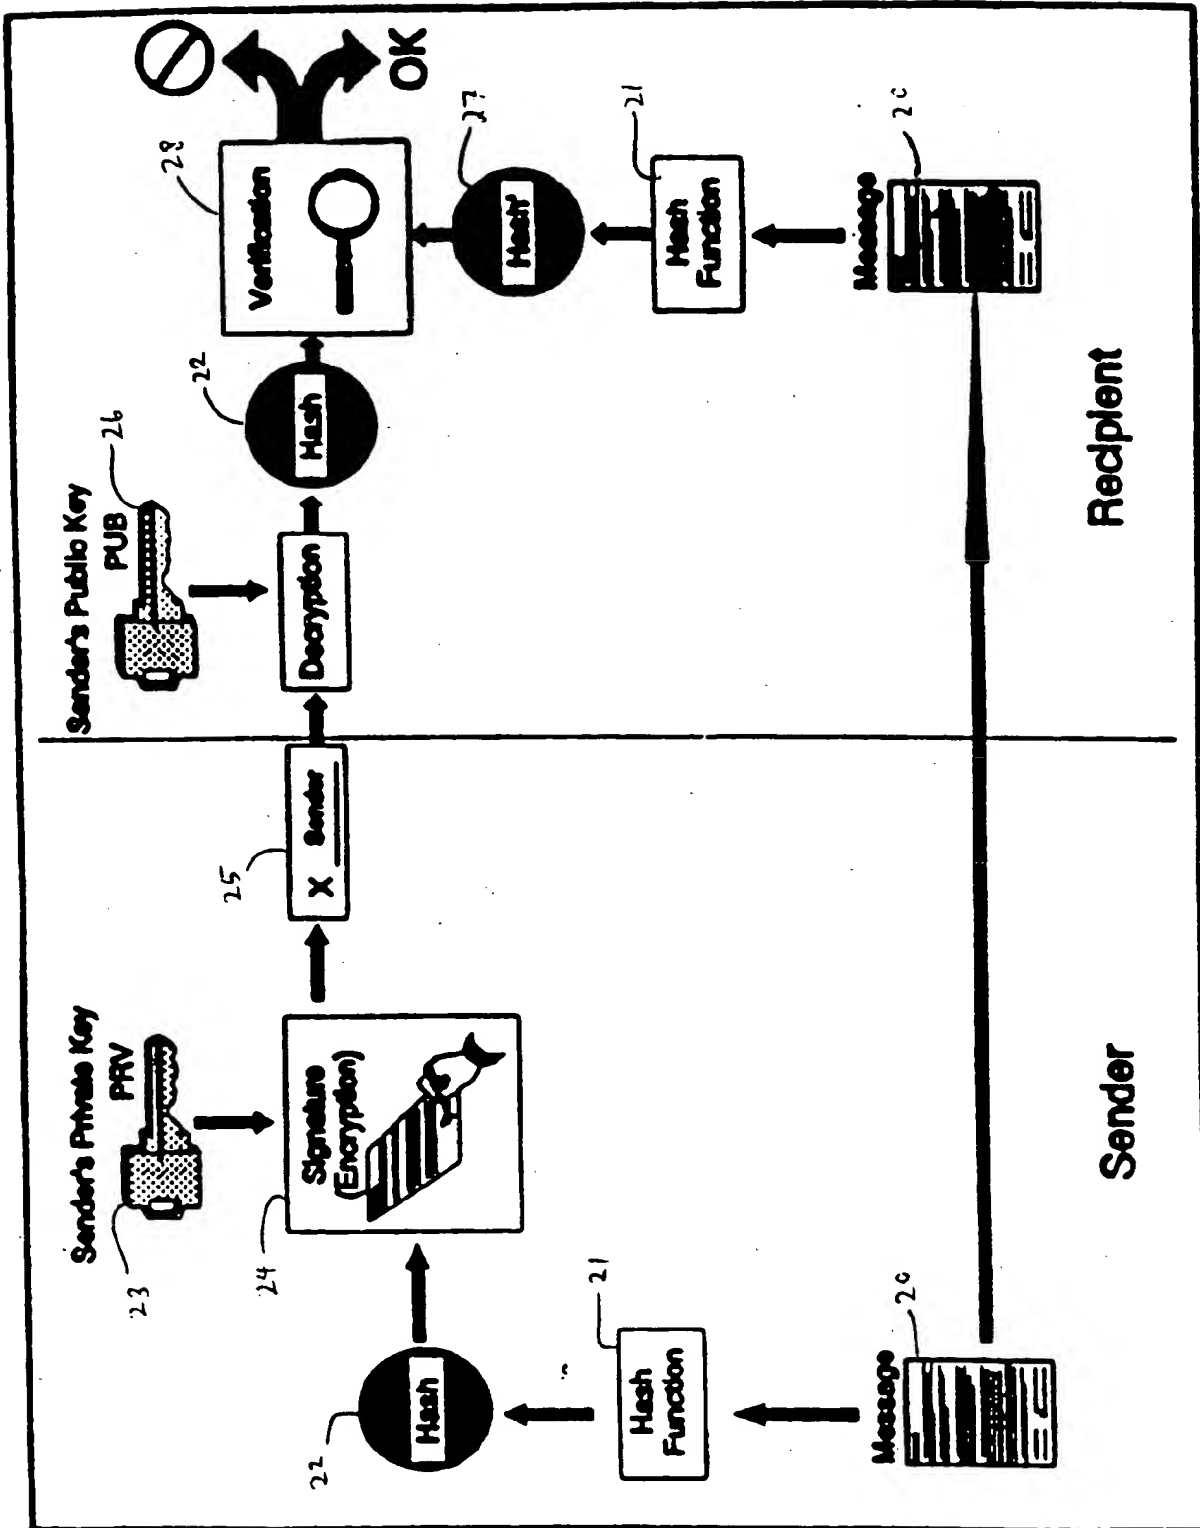 Sender's Private Key
PRV
23
Signature
(Encryption)
24
X Sender
25
Hash
22
Hash
Function
21
Message
20
Sender
Sender's Public Key
PUB
26
Decryption
Hash
22
Verification
28
OK
Hash'
27
Hash
Function
21
Message
20
Recipient